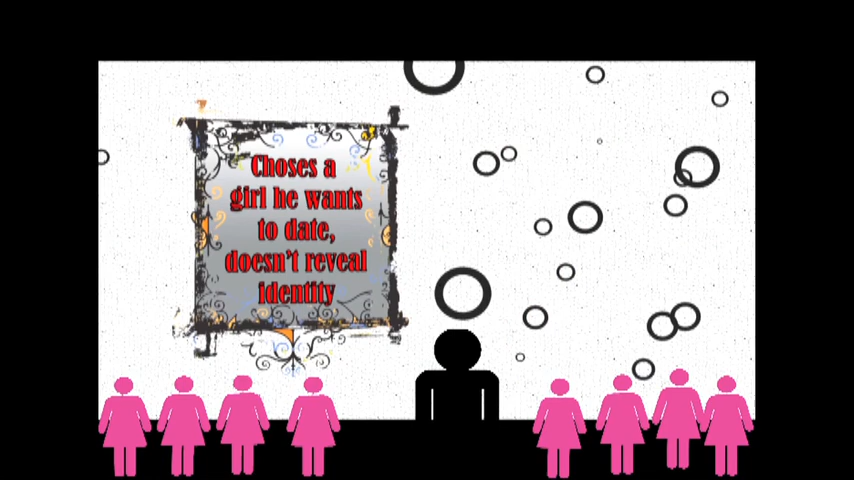 Choses a
girl he wants
to date,
doesn't reveal
identity